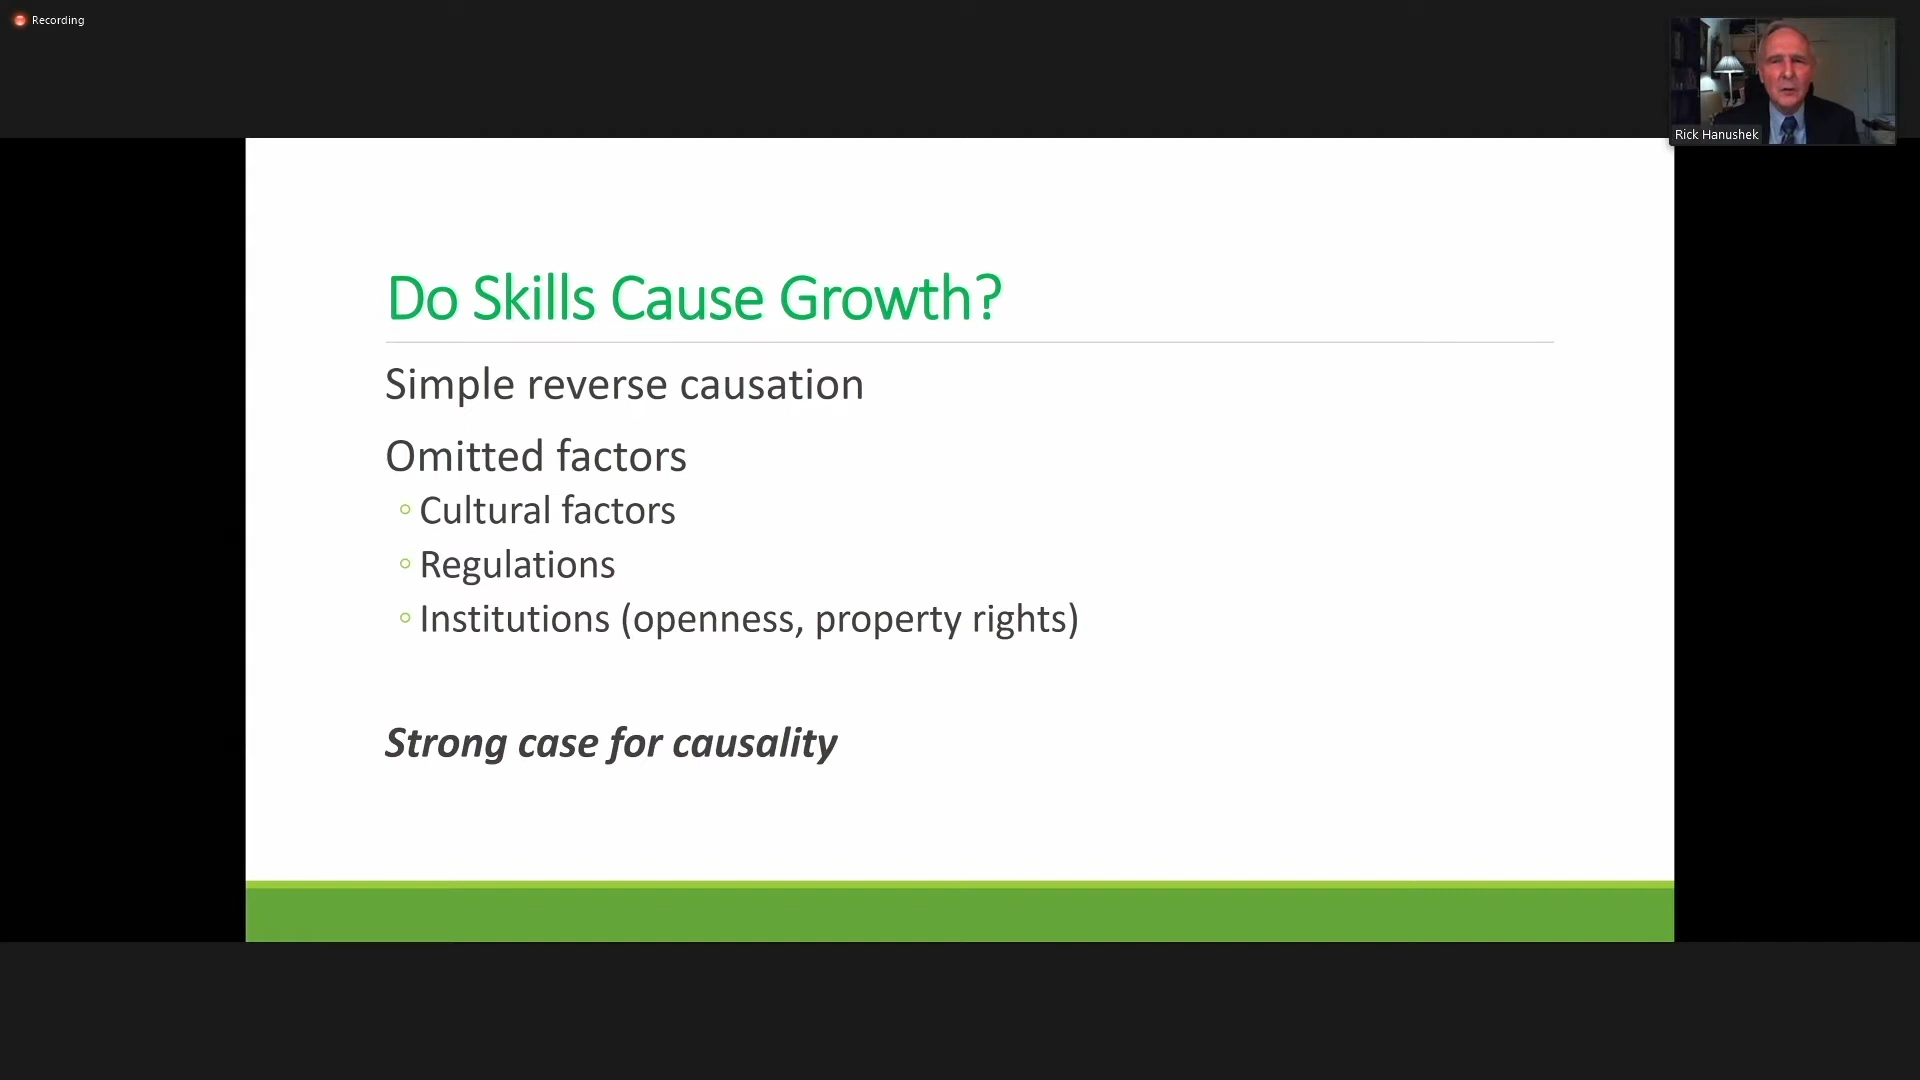 Recording
Rick Hanushek
Do Skills Cause Growth?
Simple reverse causation
Omitted factors
◦ Cultural factors
◦ Regulations
◦ Institutions (openness, property rights)
Strong case for causality